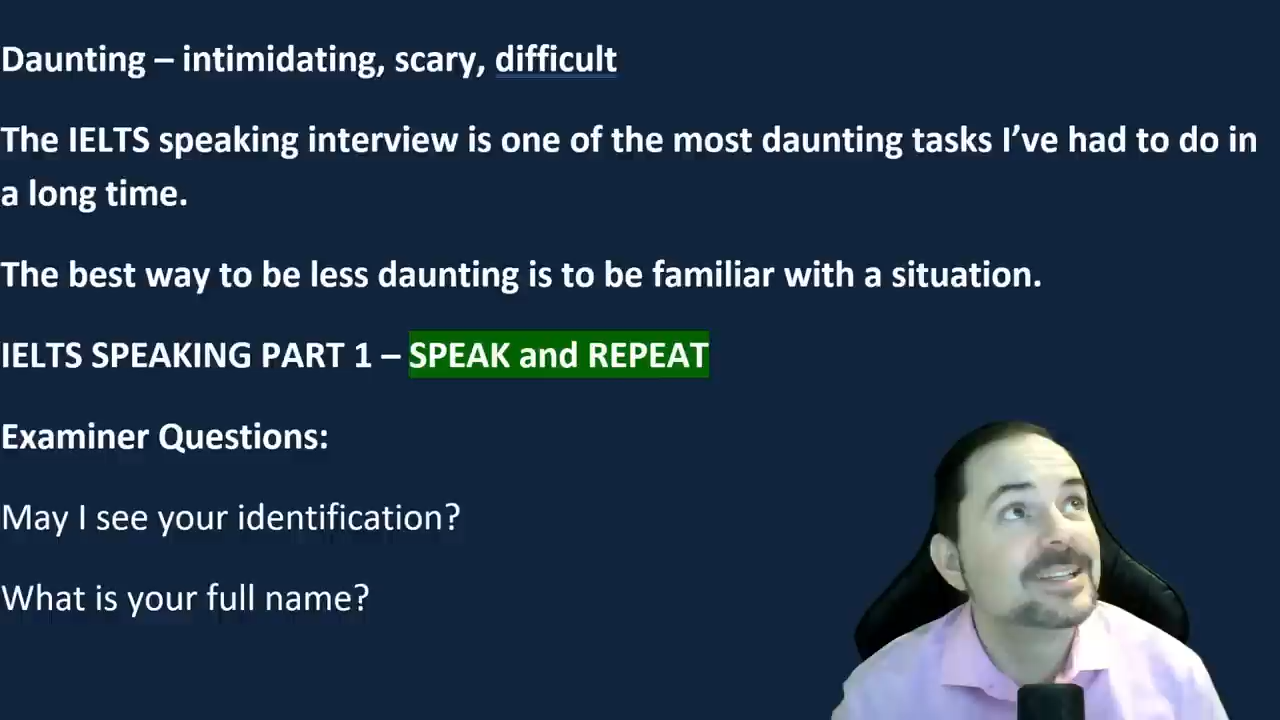 Daunting – intimidating, scary, difficult
The IELTS speaking interview is one of the most daunting tasks I’ve had to do in
a long time.
The best way to be less daunting is to be familiar with a situation.
IELTS SPEAKING PART 1 – SPEAK and REPEAT
Examiner Questions:
May I see your identification?
What is your full name?